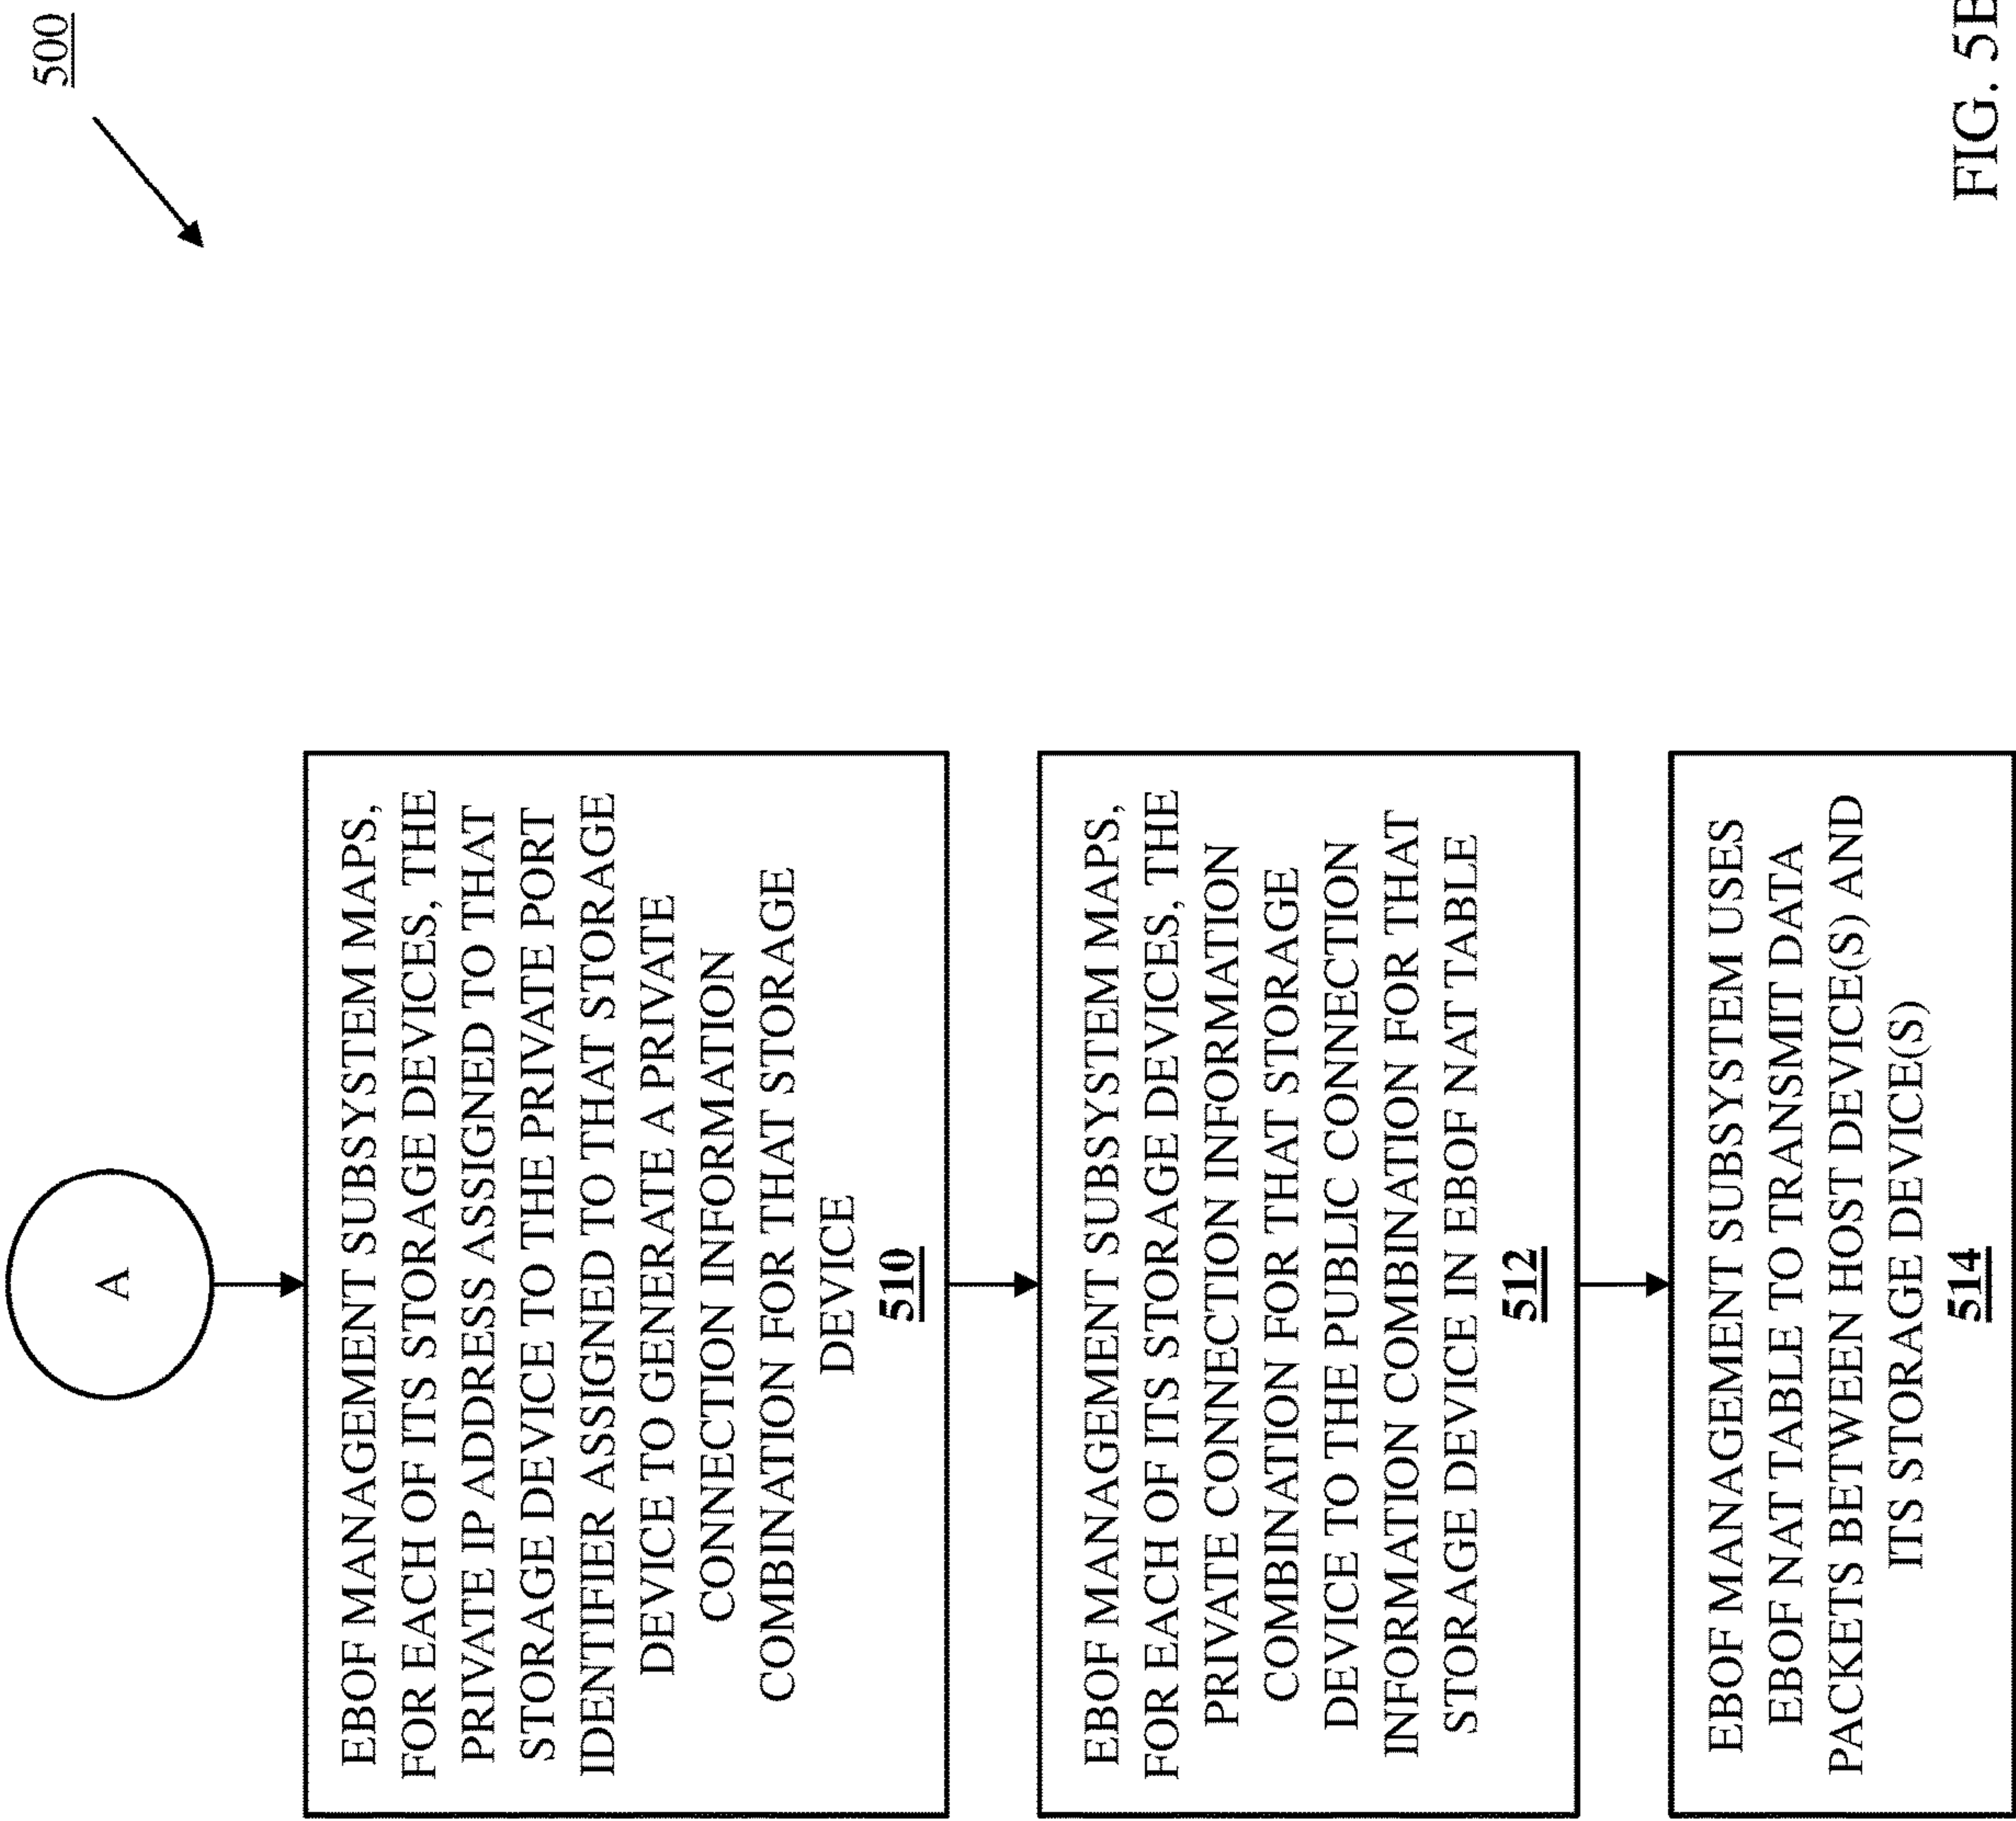 500
A
EBOF MANAGEMENT SUBSYSTEM MAPS,
FOR EACH OF ITS STORAGE DEVICES, THE
PRIVATE IP ADDRESS ASSIGNED TO THAT
STORAGE DEVICE TO THE PRIVATE PORT
IDENTIFIER ASSIGNED TO THAT STORAGE
DEVICE TO GENERATE A PRIVATE
CONNECTION INFORMATION
COMBINATION FOR THAT STORAGE
DEVICE
510
EBOF MANAGEMENT SUBSYSTEM MAPS,
FOR EACH OF ITS STORAGE DEVICES, THE
PRIVATE CONNECTION INFORMATION
COMBINATION FOR THAT STORAGE
DEVICE TO THE PUBLIC CONNECTION
INFORMATION COMBINATION FOR THAT
STORAGE DEVICE IN EBOF NAT TABLE
512
EBOF MANAGEMENT SUBSYSTEM USES
EBOF NAT TABLE TO TRANSMIT DATA
PACKETS BETWEEN HOST DEVICE(S) AND
ITS STORAGE DEVICE(S)
514
FIG. 5B